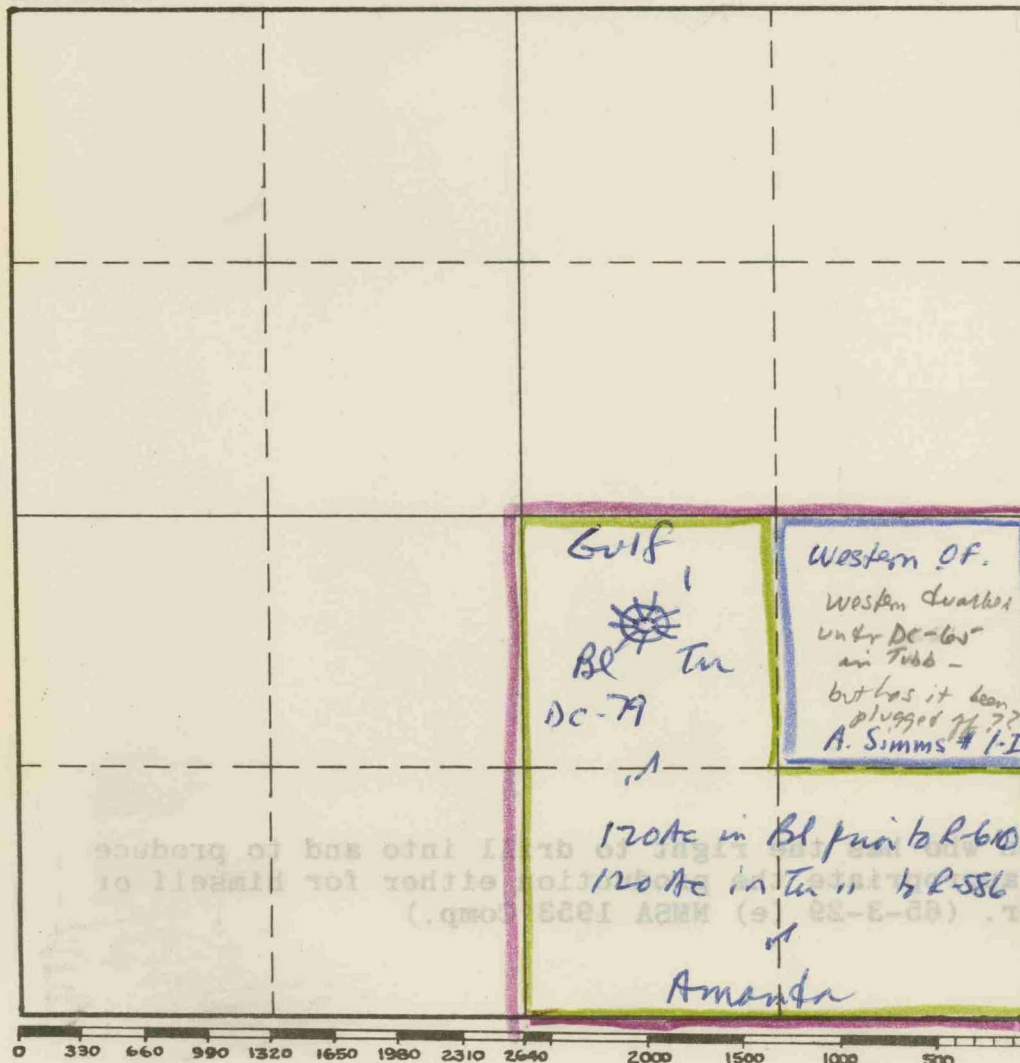 Gulf
1
Bl Tu
DC-79
Western Of.
Western
under DC-65
in Tubb -
but has it been
plugged off ??
A. Simms # 1-I
120 Ac in Bl prior to R-610
120 Ac in Tu " to R-586
Amanda
who has the right to drill into and to produce
appropriate the production either for himself or
r. (65-3-29 (e) NMSA 1953 Comp.)
0 330 660 990 1320 1650 1980 2310 2640 2000 1500 1000 500